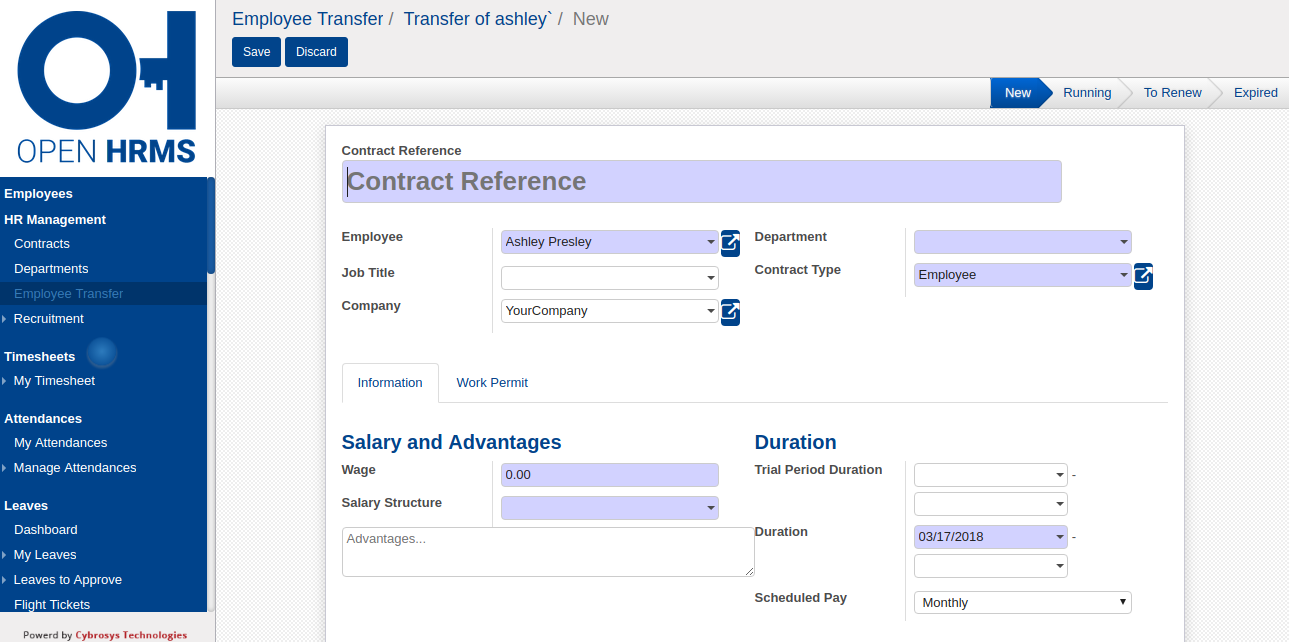 OPEN HRMS
Employees
HR Management
Contracts
Departments
Employee Transfer
Recruitment
Timesheets
My Timesheet
Attendances
My Attendances
Manage Attendances
Leaves
Dashboard
My Leaves
Leaves to Approve
Flight Tickets
Powerd by Cybrosys Technologies
Employee Transfer / Transfer of ashley` / New
Save Discard
New Running To Renew Expired
Contract Reference
Contract Reference
Employee Ashley Presley
Job Title
Company YourCompany
Department
Contract Type Employee
Information Work Permit
Salary and Advantages
Wage 0.00
Salary Structure
Advantages...
Duration
Trial Period Duration -
Duration 03/17/2018 -
Scheduled Pay Monthly